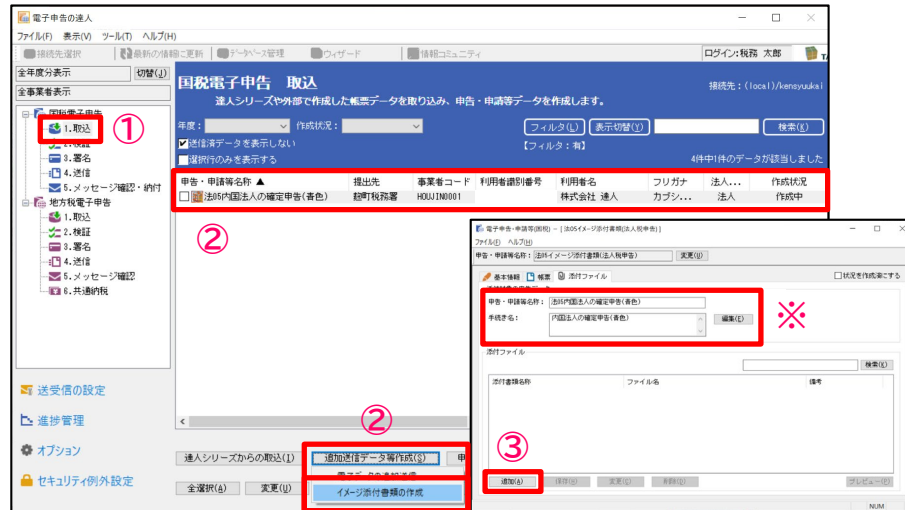 電子申告の達人
ファイル(F) 表示(V) ツール(T) ヘルプ(H)
接続先選択 最新の情報に更新 データベース管理 ウィザード 情報コミュニティ ログイン:税務 太郎
全年度分表示 切替(J)
全事業者表示
国税電子申告 取込 接続先:(local)/kensyuukai
達人シリーズや外部で作成した帳票データを取り込み、申告・申請等データを作成します。
国税電子申告
1.取込 ①
2.検証
3.署名
4.送信
5.メッセージ確認・納付
地方税電子申告
1.取込
2.検証
3.署名
4.送信
5.メッセージ確認
6.共通納税
年度: 作成状況: フィルタ(L) 表示切替(Y) 検索(K)
送信済データを表示しない 【フィルタ:有】
選択行のみを表示する 4件中1件のデータが該当しました
申告・申請等名称 ▲ 提出先 事業者コード 利用者識別番号 利用者名 フリガナ 法人... 作成状況
法05内国法人の確定申告(青色) 麹町税務署 HOUJIN0001 株式会社 達人 カブシ... 法人 作成中
②
送受信の設定
進捗管理
オプション
セキュリティ例外設定
②
達人シリーズからの取込(I) 追加送信データ等作成(S) 申
全選択(A) 変更(U) イメージ添付書類の作成
電子申告・申請等(国税) - [法05イメージ添付書類(法人税申告)]
ファイル(F) ヘルプ(H)
申告・申請等名称: 法05イメージ添付書類(法人税申告) 変更(U)
基本情報 帳票 添付ファイル 状況を作成済にする
申告・申請等名称: 法05内国法人の確定申告(青色)
手続き名: 内国法人の確定申告(青色) 編集(E) ※
添付ファイル
検索(K)
添付書類名称 ファイル名 備考
③
追加(A) 保存(H) 変更(C) 削除(D) プレビュー(P)
NUM